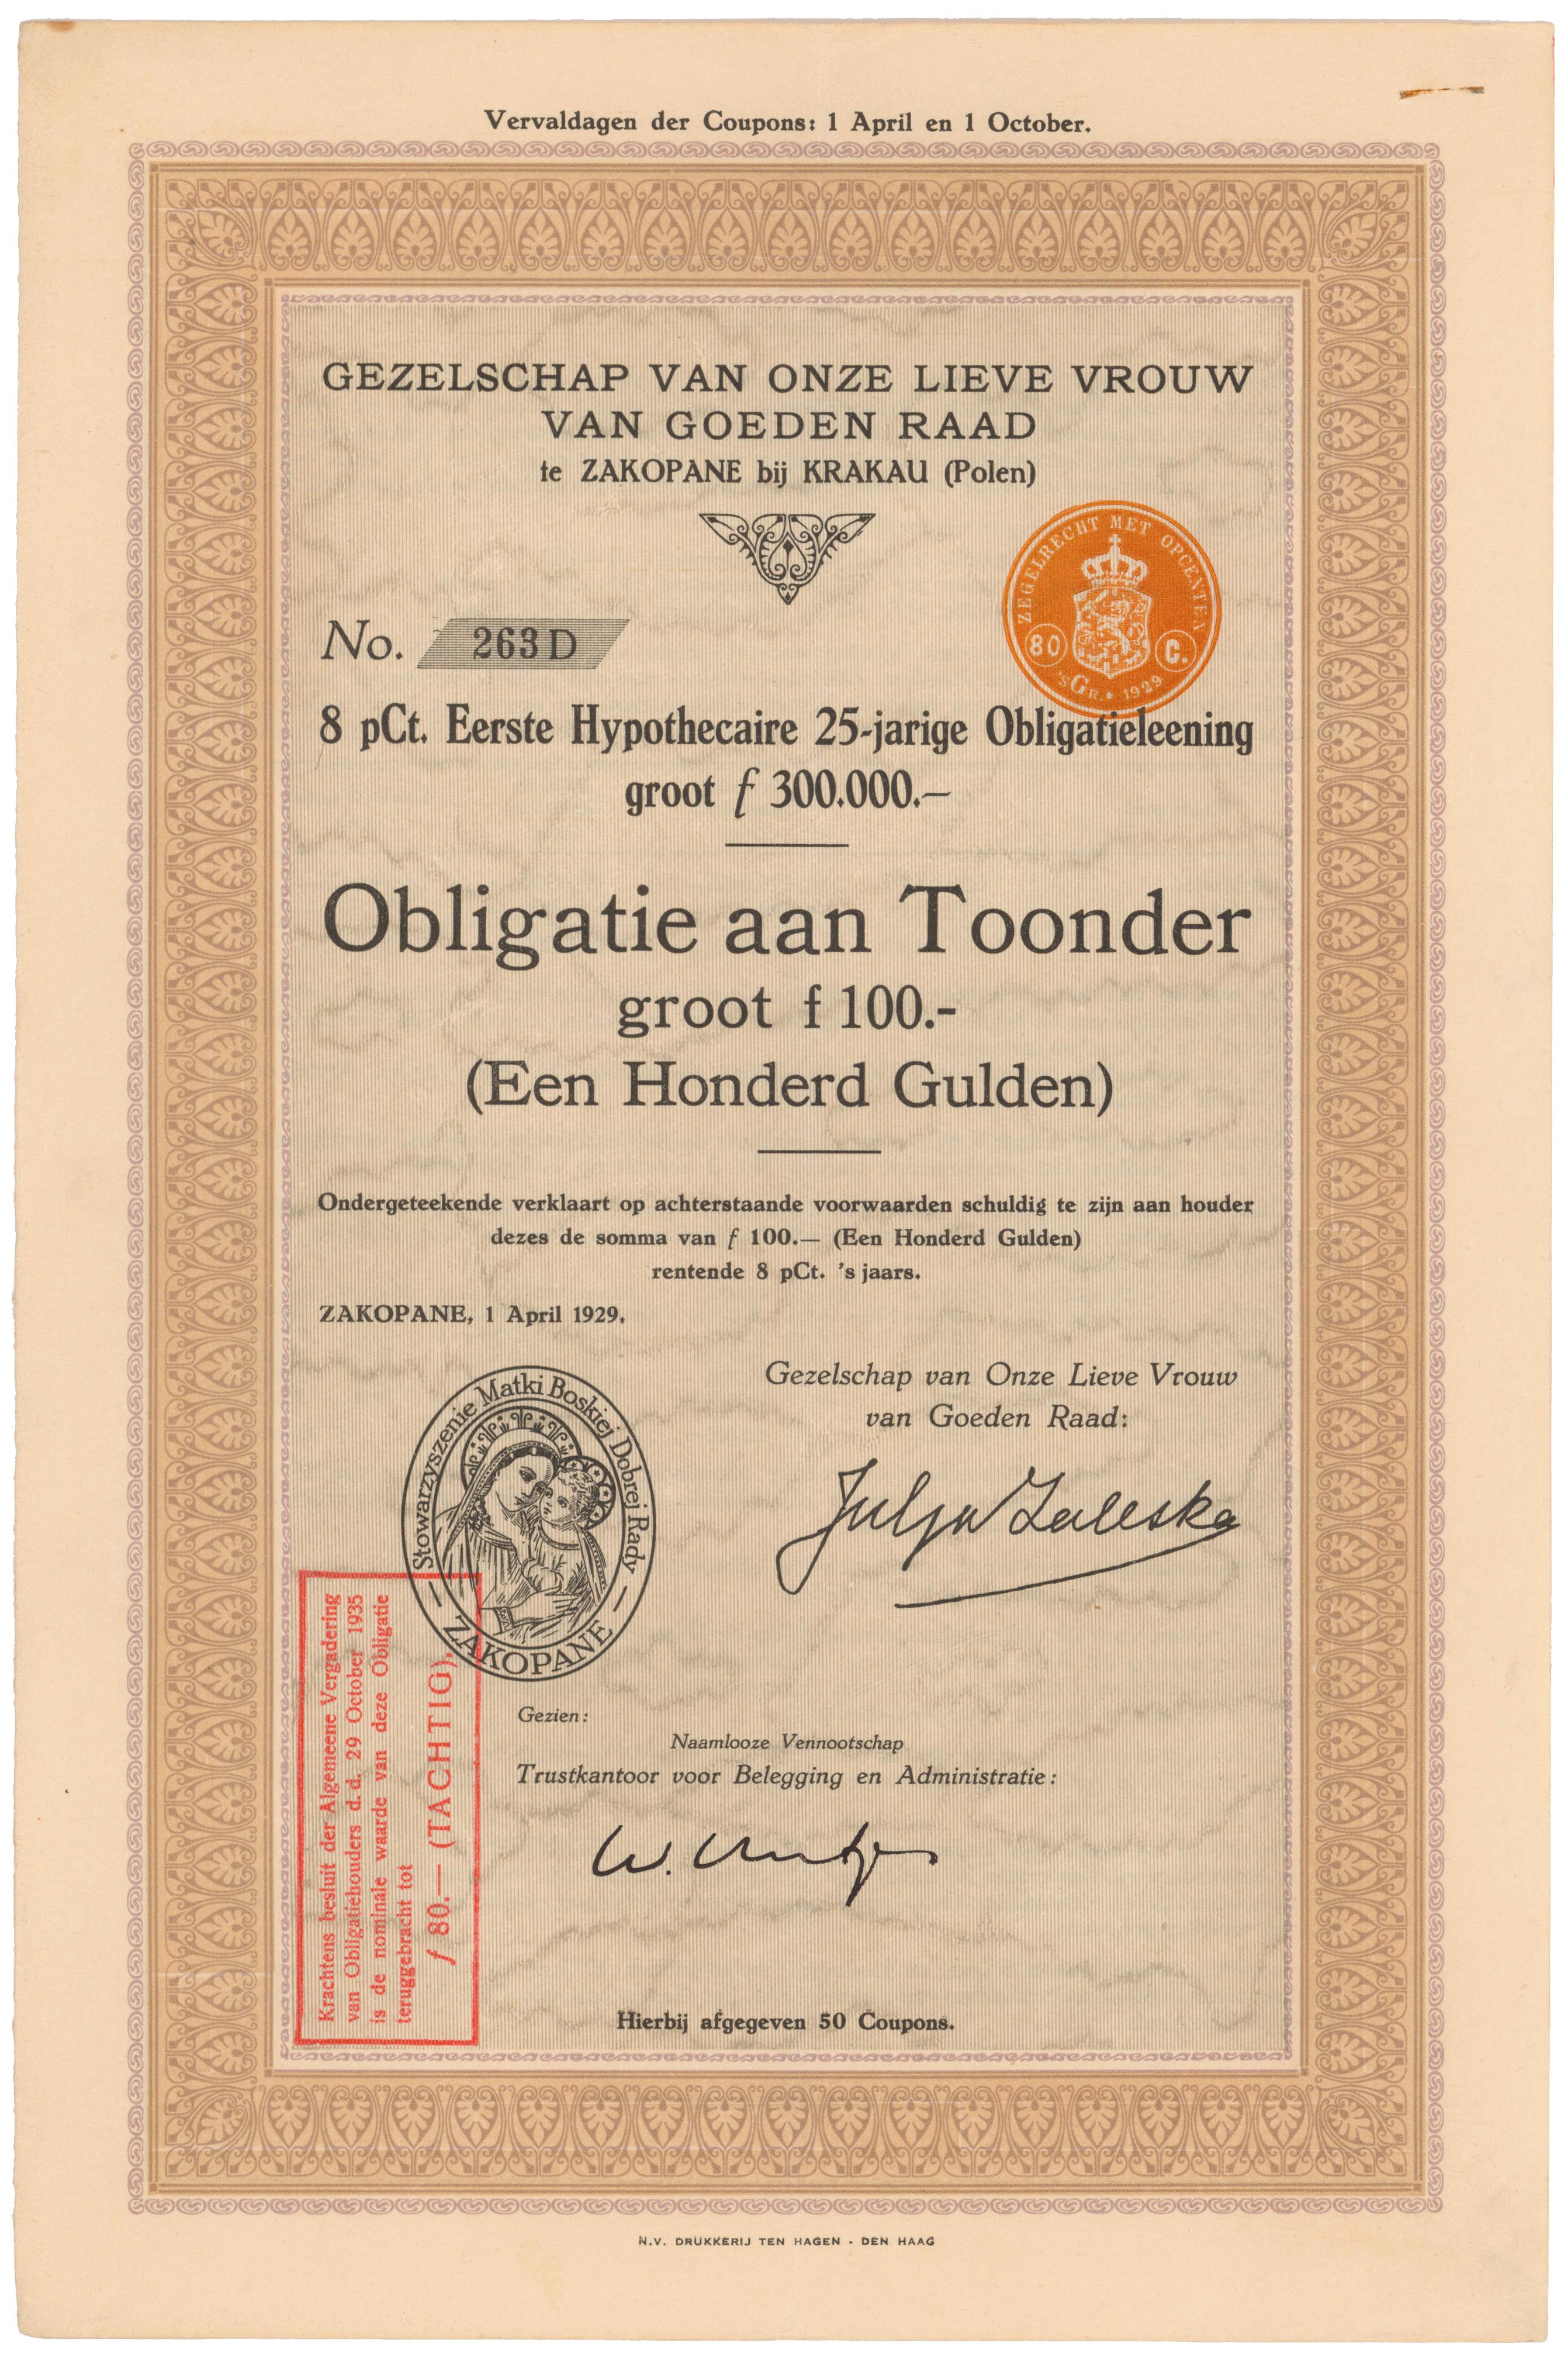 Vervaldagen der Coupons: 1 April en 1 October.
GEZELSCHAP VAN ONZE LIEVE VROUW
VAN GOEDEN RAAD
te ZAKOPANE bij KRAKAU (Polen)
ZEGELRECHT MET OPCENTEN
80 C.
'sGR. * 1929
No. 263 D
8 pCt. Eerste Hypothecaire 25-jarige Obligatieleening
groot f 300.000.—
Obligatie aan Toonder
groot f 100.-
(Een Honderd Gulden)
Ondergeteekende verklaart op achterstaande voorwaarden schuldig te zijn aan houder
dezes de somma van f 100.— (Een Honderd Gulden)
rentende 8 pCt. 's jaars.
ZAKOPANE, 1 April 1929.
Gezelschap van Onze Lieve Vrouw
van Goeden Raad:
Julja Zaleska
Stowarzyszenie Matki Boskiej Dobrej Rady
— ZAKOPANE —
Krachtens besluit der Algemeene Vergadering
van Obligatiehouders d.d. 29 October 1935
is de nominale waarde van deze Obligatie
teruggebracht tot
f 80.— (TACHTIG).
Gezien:
Naamlooze Vennootschap
Trustkantoor voor Belegging en Administratie:
W.
Hierbij afgegeven 50 Coupons.
N.V. DRUKKERIJ TEN HAGEN - DEN HAAG